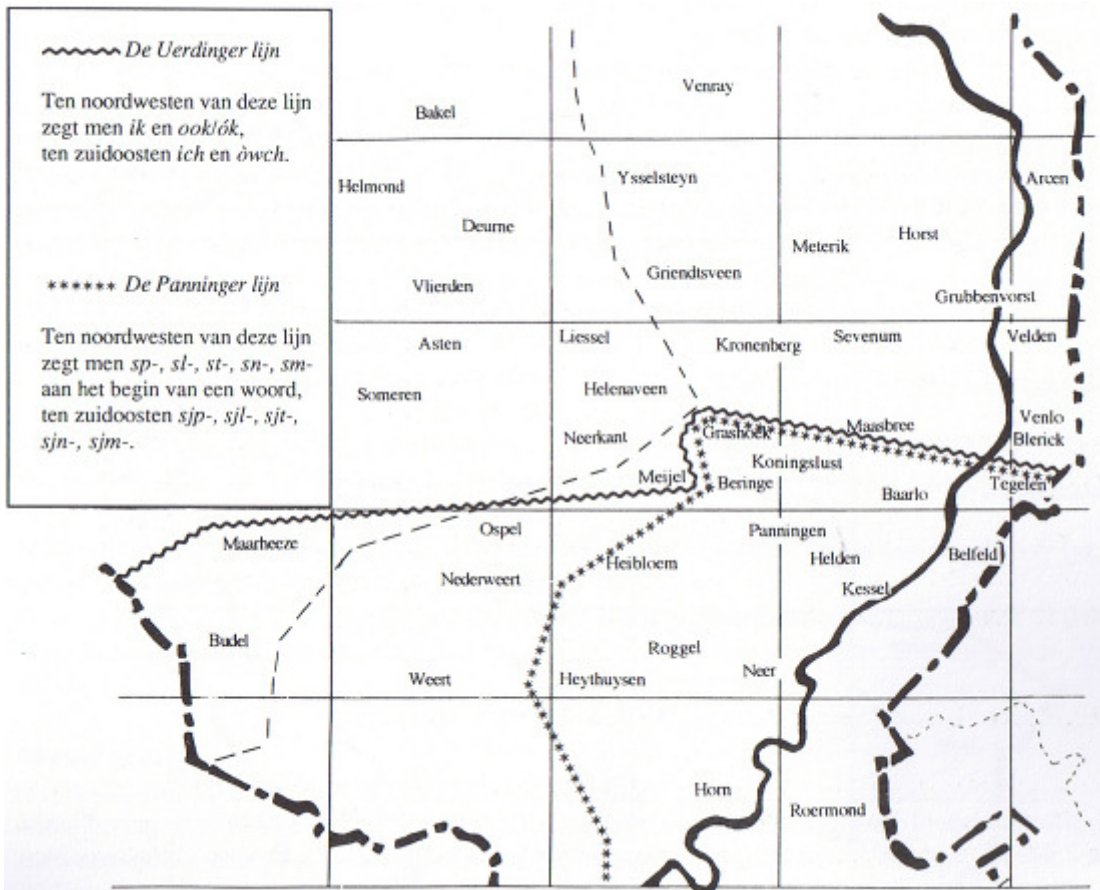 De Uerdinger lijn
Ten noordwesten van deze lijn
zegt men ik en ook/ók,
ten zuidoosten ich en òwch.
De Panninger lijn
Ten noordwesten van deze lijn
zegt men sp-, sl-, st-, sn-, sm-
aan het begin van een woord,
ten zuidoosten sjp-, sjl-, sjt-,
sjn-, sjm-.
Venray
Bakel
Ysselsteyn
Arcen
Helmond
Deurne
Horst
Meterik
Griendtsveen
Vlierden
Grubbenvorst
Liessel
Sevenum
Velden
Asten
Kronenberg
Helenaveen
Someren
Venlo
Maasbree
Grashoek
Neerkant
Blerick
Koningslust
Meijel
Beringe
Tegelen
Baarlo
Ospel
Panningen
Maarheeze
Helden
Belfeld
Heibloem
Nederweert
Kessel
Budel
Roggel
Neer
Weert
Heythuysen
Horn
Roermond